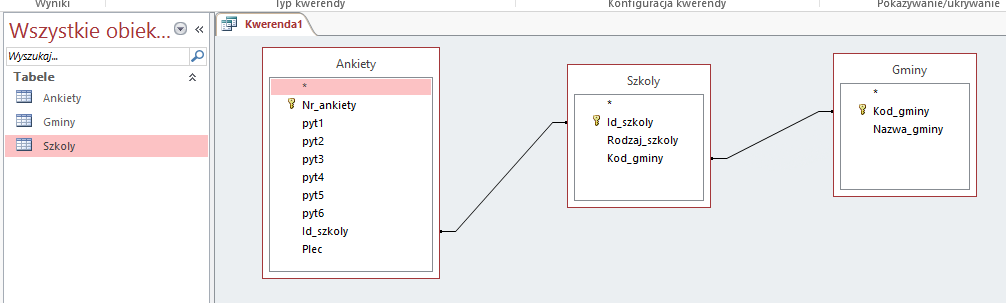 Wyniki
Typ kwerendy
Konfiguracja kwerendy
Pokazywanie/ukrywanie
Wszystkie obiek...
Wyszukaj...
Tabele
Ankiety
Gminy
Szkoly
Kwerenda1
Ankiety
*
Nr_ankiety
pyt1
pyt2
pyt3
pyt4
pyt5
pyt6
Id_szkoly
Plec
Szkoly
*
Id_szkoly
Rodzaj_szkoly
Kod_gminy
Gminy
*
Kod_gminy
Nazwa_gminy